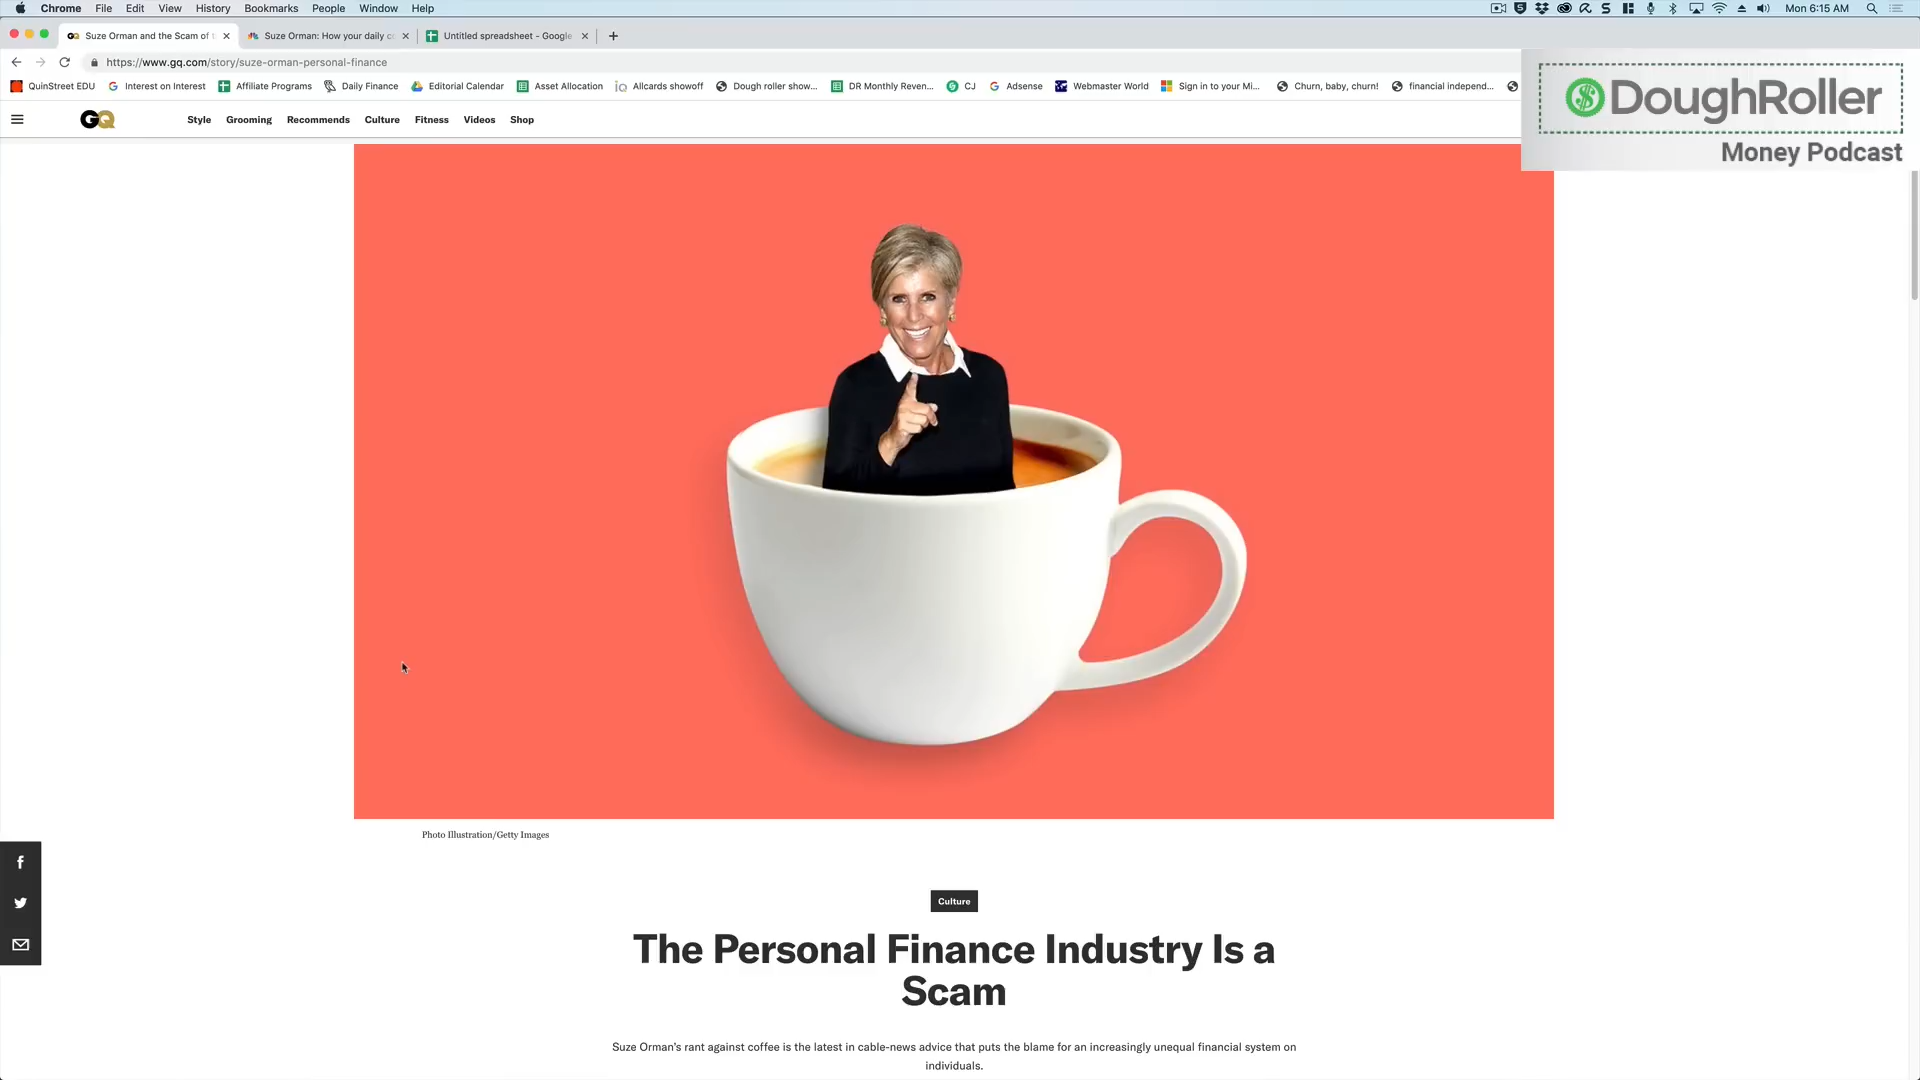 Chrome File Edit View History Bookmarks People Window Help
Mon 6:15 AM
Suze Orman and the Scam of
Suze Orman: How your daily c
Untitled spreadsheet - Google
https://www.gq.com/story/suze-orman-personal-finance
QuinStreet EDU Interest on Interest Affiliate Programs Daily Finance Editorial Calendar Asset Allocation Allcards showoff Dough roller show... DR Monthly Reven... CJ Adsense Webmaster World Sign in to your Mi... Churn, baby, churn! financial independ...
DoughRoller
Money Podcast
GQ
Style Grooming Recommends Culture Fitness Videos Shop
Photo Illustration/Getty Images
Culture
The Personal Finance Industry Is a
Scam
Suze Orman's rant against coffee is the latest in cable-news advice that puts the blame for an increasingly unequal financial system on
individuals.